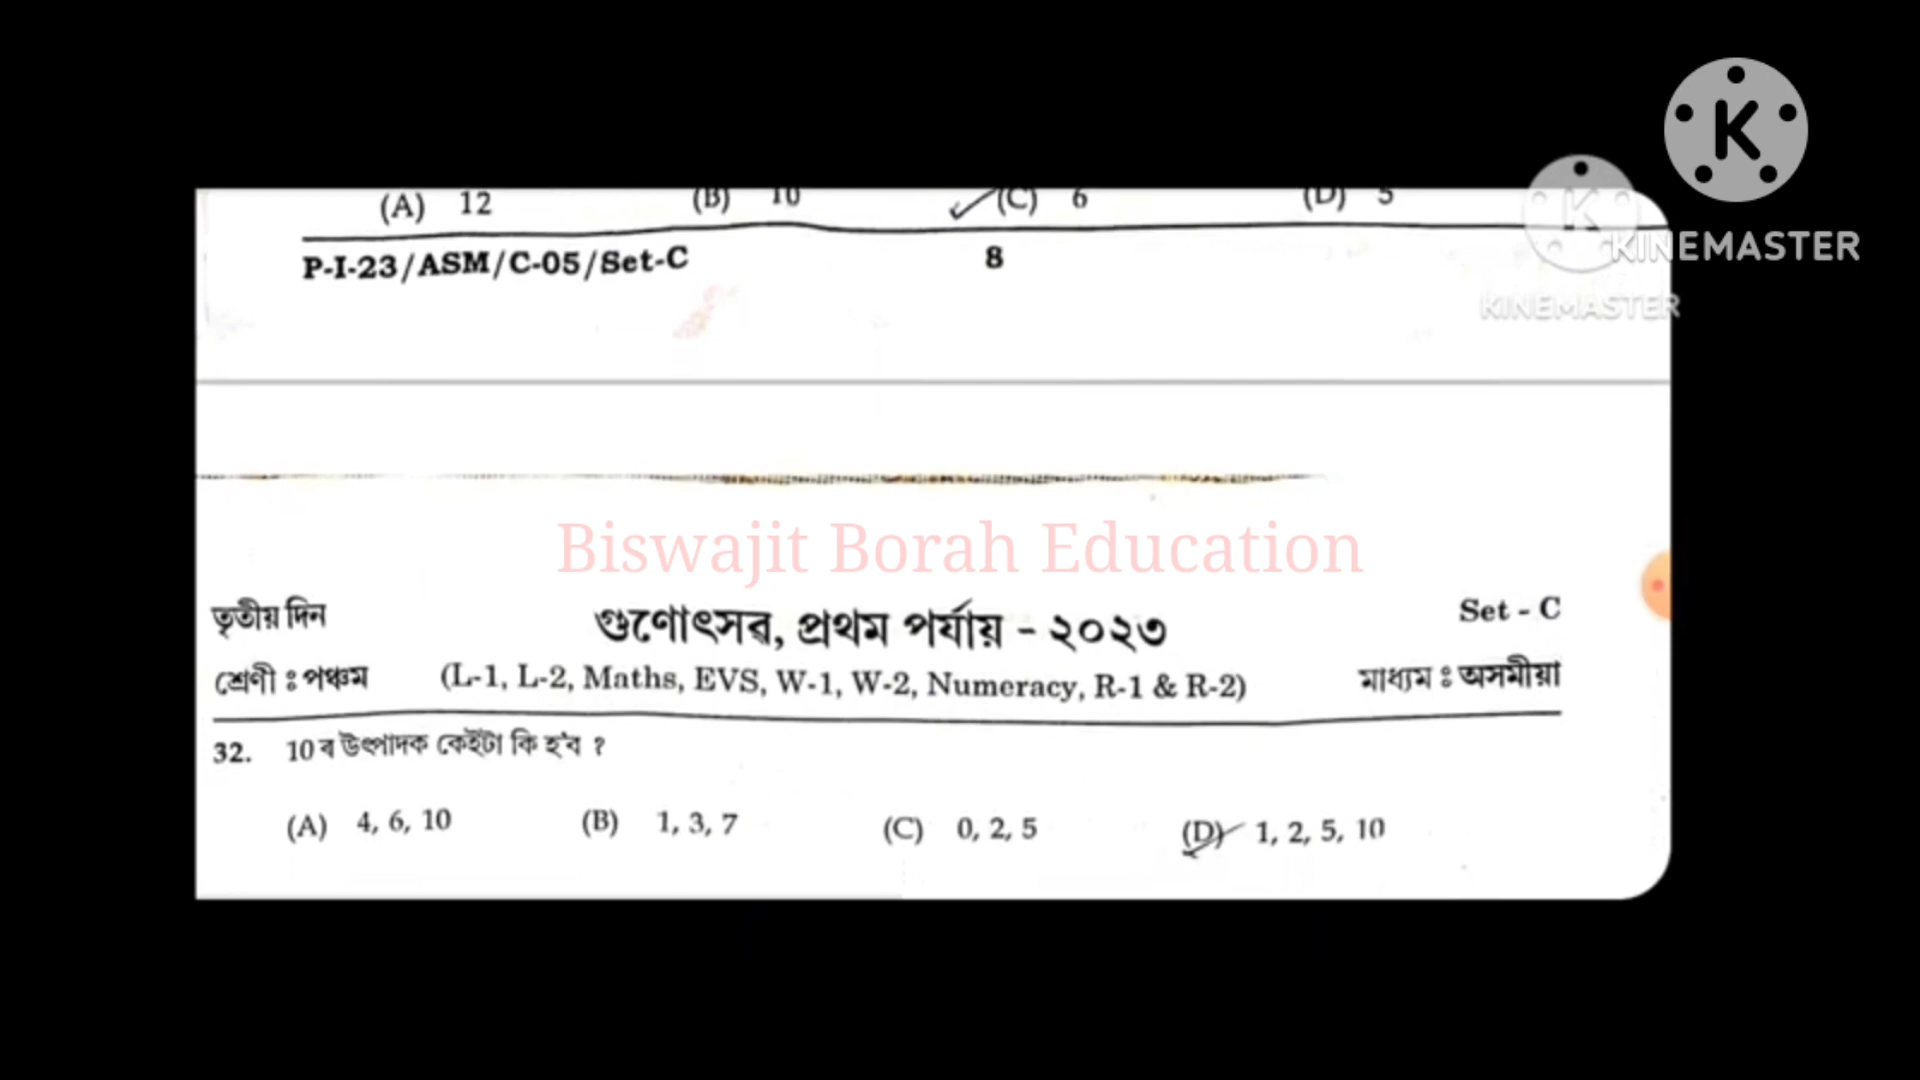 (A) 12 (B) 10 (C) 6 (D) 5
P-I-23/ASM/C-05/Set-C 8
KINEMASTER
KINEMASTER
Biswajit Borah Education
তৃতীয় দিন গুণোৎসৱ, প্ৰথম পৰ্যায় - ২০২৩ Set - C
শ্ৰেণী : পঞ্চম (L-1, L-2, Maths, EVS, W-1, W-2, Numeracy, R-1 & R-2) মাধ্যম : অসমীয়া
32. 10 ৰ উৎপাদক কেইটা কি হ'ব ?
(A) 4, 6, 10 (B) 1, 3, 7 (C) 0, 2, 5 (D) 1, 2, 5, 10